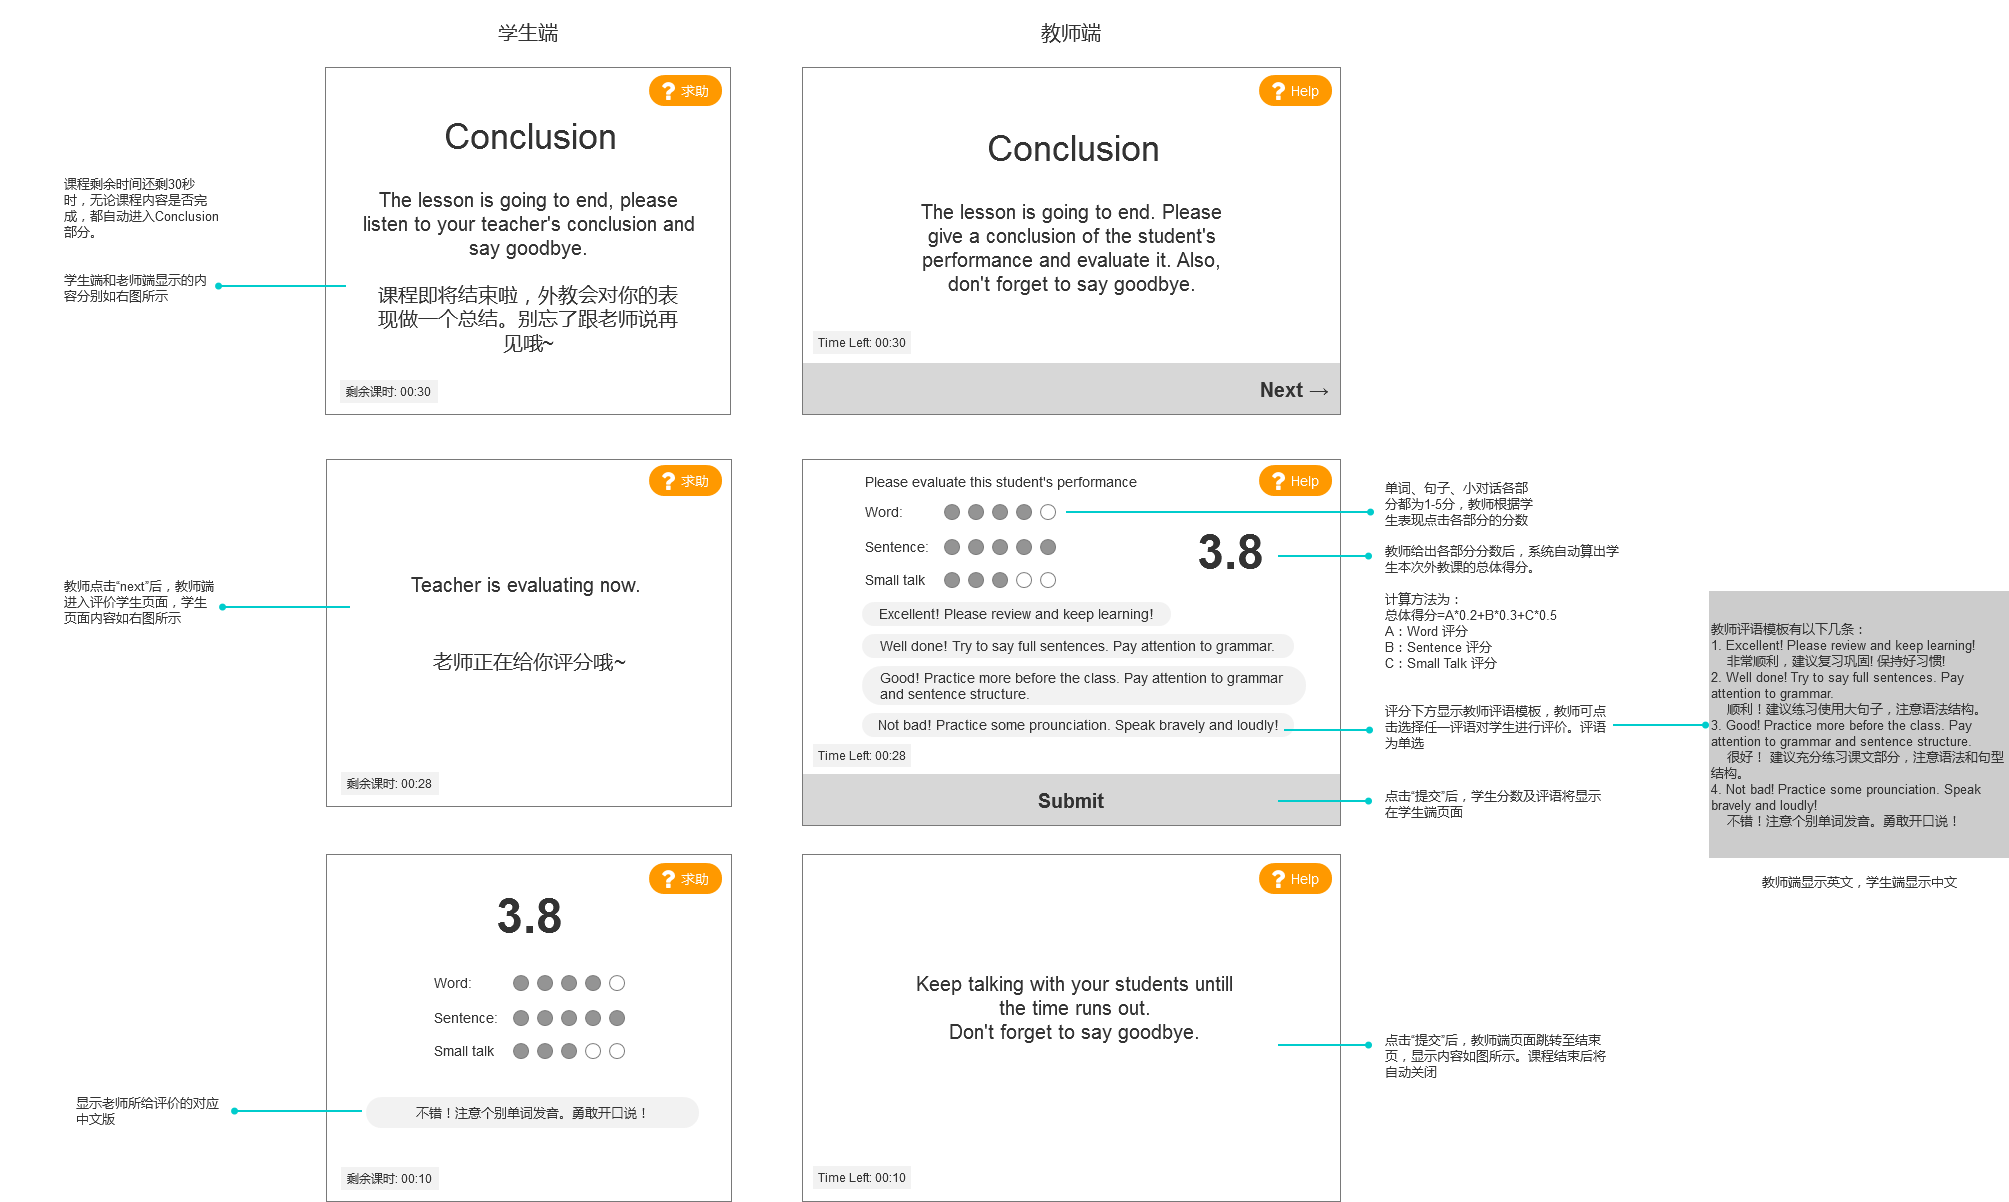 学生端
教师端
课程剩余时间还剩30秒
时，无论课程内容是否完
成，都自动进入Conclusion
部分。
学生端和老师端显示的内
容分别如右图所示
求助
Conclusion
The lesson is going to end, please
listen to your teacher's conclusion and
say goodbye.
课程即将结束啦，外教会对你的表
现做一个总结。别忘了跟老师说再
见哦~
剩余课时: 00:30
Help
Conclusion
The lesson is going to end. Please
give a conclusion of the student's
performance and evaluate it. Also,
don't forget to say goodbye.
Time Left: 00:30
Next →
教师点击“next”后，教师端
进入评价学生页面，学生
页面内容如右图所示
求助
Teacher is evaluating now.
老师正在给你评分哦~
剩余课时: 00:28
Help
Please evaluate this student's performance
Word:
Sentence:
Small talk
3.8
Excellent! Please review and keep learning!
Well done! Try to say full sentences. Pay attention to grammar.
Good! Practice more before the class. Pay attention to grammar
and sentence structure.
Not bad! Practice some prounciation. Speak bravely and loudly!
Time Left: 00:28
Submit
单词、句子、小对话各部
分都为1-5分，教师根据学
生表现点击各部分的分数
教师给出各部分分数后，系统自动算出学
生本次外教课的总体得分。
计算方法为：
总体得分=A*0.2+B*0.3+C*0.5
A：Word 评分
B：Sentence 评分
C：Small Talk 评分
评分下方显示教师评语模板，教师可点
击选择任一评语对学生进行评价。评语
为单选
点击“提交”后，学生分数及评语将显示
在学生端页面
教师评语模板有以下几条：
1. Excellent! Please review and keep learning!
非常顺利，建议复习巩固! 保持好习惯!
2. Well done! Try to say full sentences. Pay
attention to grammar.
顺利！建议练习使用大句子，注意语法结构。
3. Good! Practice more before the class. Pay
attention to grammar and sentence structure.
很好！ 建议充分练习课文部分，注意语法和句型
结构。
4. Not bad! Practice some prounciation. Speak
bravely and loudly!
不错！注意个别单词发音。勇敢开口说！
教师端显示英文，学生端显示中文
显示老师所给评价的对应
中文版
求助
3.8
Word:
Sentence:
Small talk
不错！注意个别单词发音。勇敢开口说！
剩余课时: 00:10
Help
Keep talking with your students untill
the time runs out.
Don't forget to say goodbye.
Time Left: 00:10
点击“提交”后，教师端页面跳转至结束
页，显示内容如图所示。课程结束后将
自动关闭